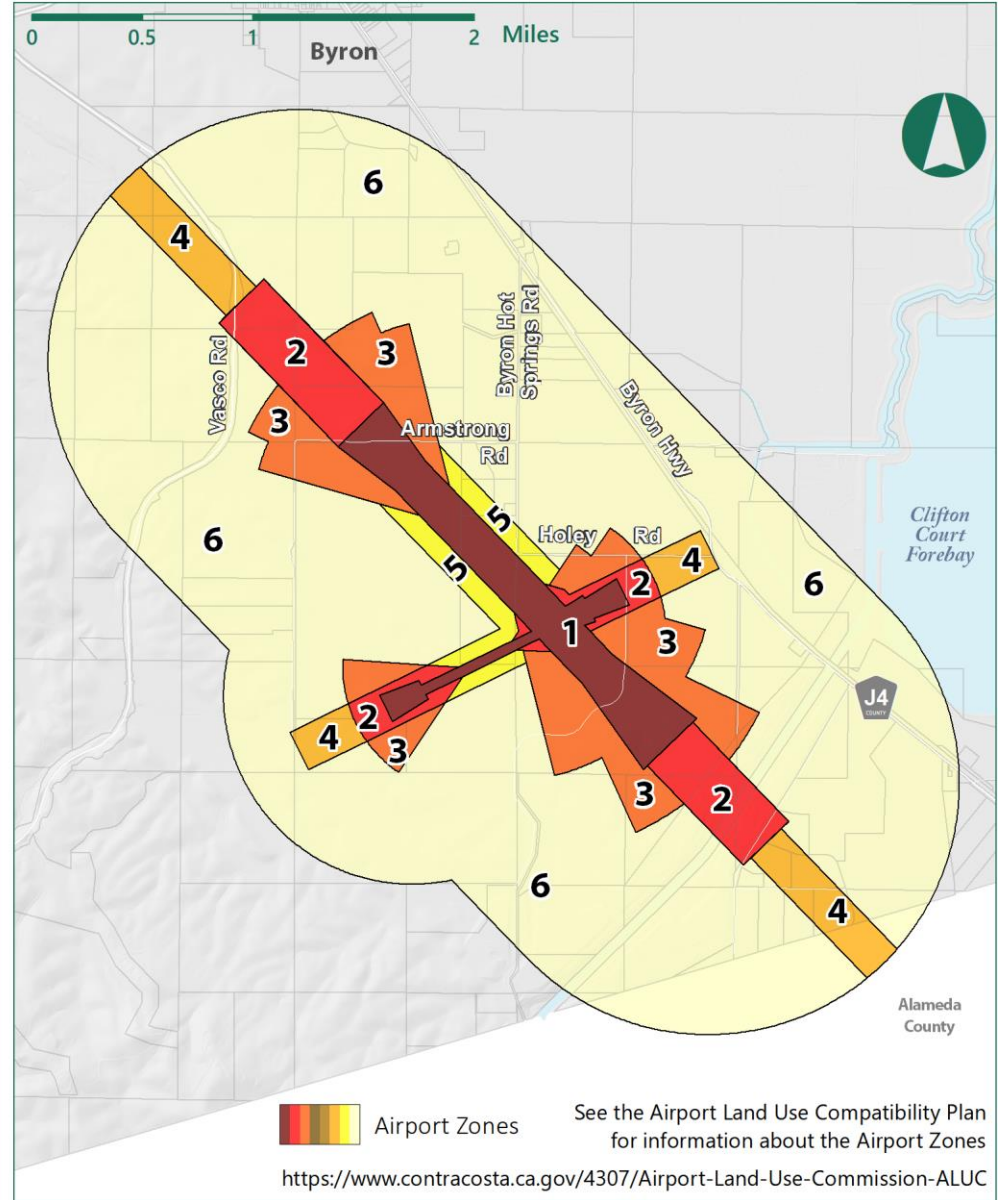 0 0.5 1 2 Miles
Byron
6
4
2
3
Byron Hot
Springs Rd
Vasco Rd
3
Byron Hwy
Armstrong
Rd
5
Holey Rd
Clifton
Court
Forebay
6
5
4
2
6
1
3
J4
COUNTY
2
4
3
3
2
6
4
Alameda
County
Airport Zones
See the Airport Land Use Compatibility Plan
for information about the Airport Zones
https://www.contracosta.ca.gov/4307/Airport-Land-Use-Commission-ALUC